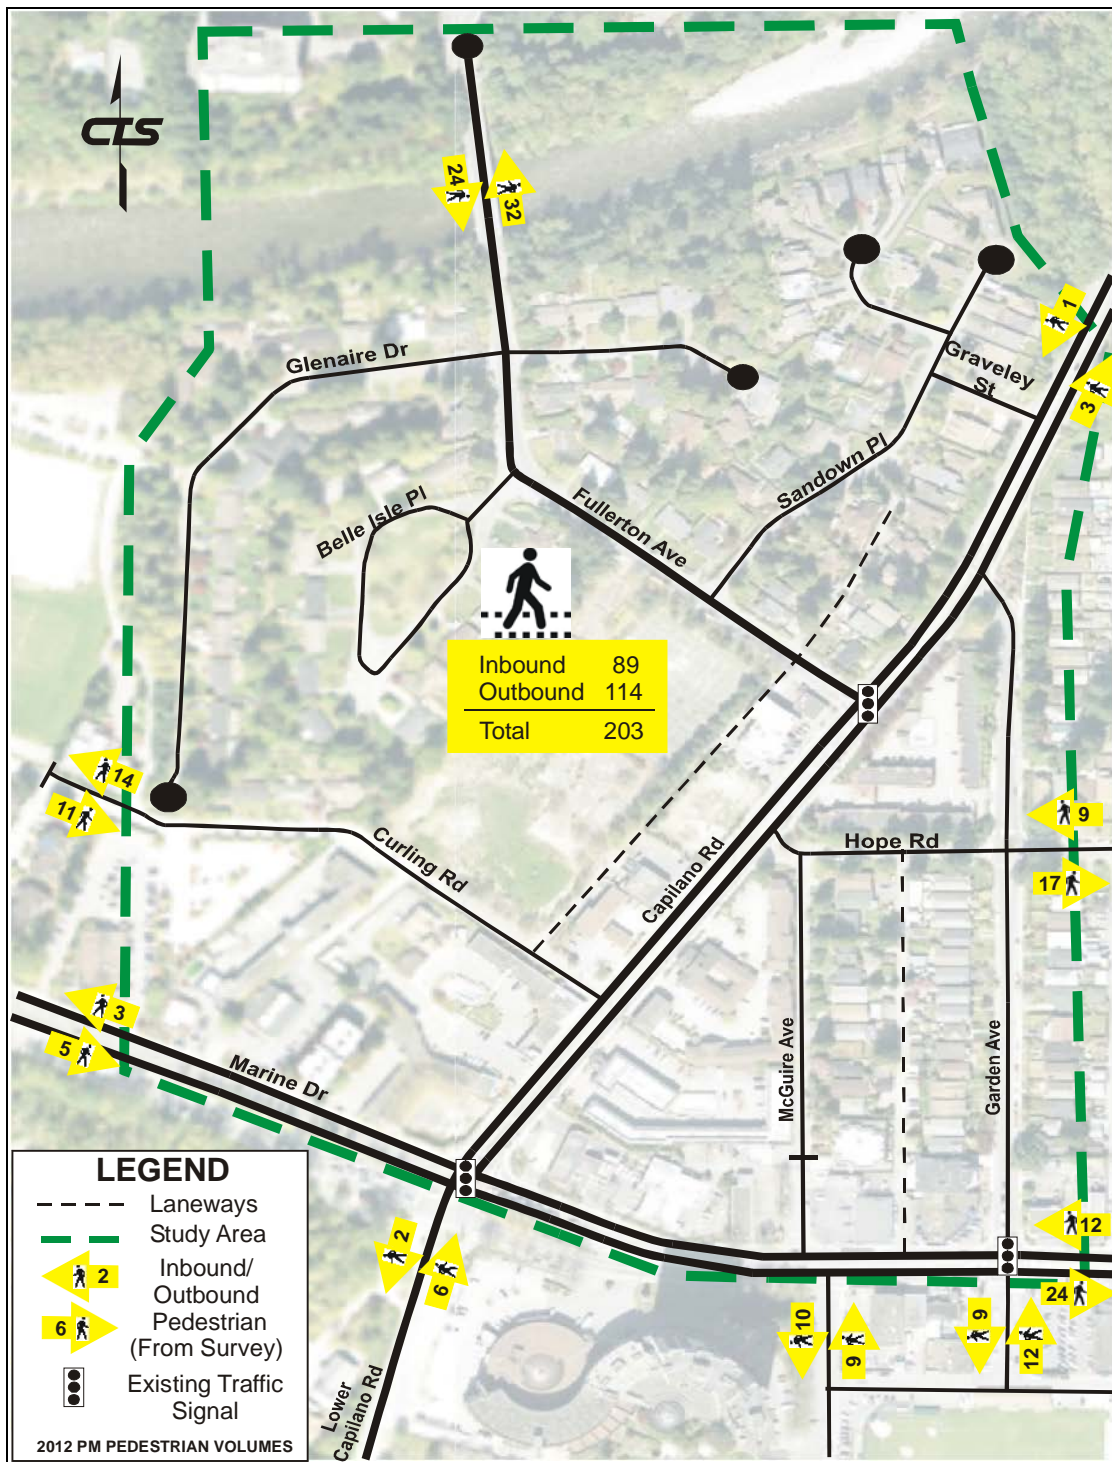 CTS
24
32
1
3
Glenaire Dr
Graveley
St
Sandown Pl
Belle Isle Pl
Fullerton Ave
Inbound 89
Outbound 114
Total 203
14
11
Curling Rd
Capilano Rd
Hope Rd
9
17
3
5
Marine Dr
McGuire Ave
Garden Ave
12
24
2
6
10
9
9
12
Lower
Capilano Rd
LEGEND
Laneways
Study Area
2
Inbound/
Outbound
6
Pedestrian
(From Survey)
Existing Traffic
Signal
2012 PM PEDESTRIAN VOLUMES